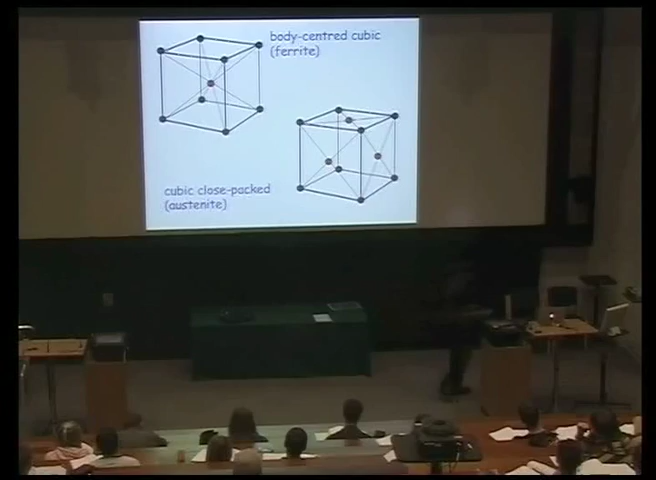 body-centred cubic
(ferrite)
cubic close-packed
(austenite)